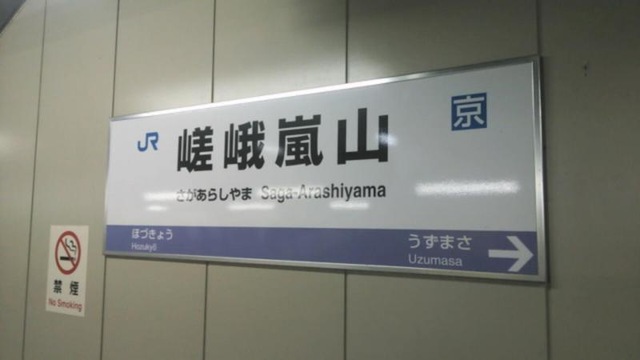 JR
嵯峨嵐山
京
さがあらしやま Saga-Arashiyama
ほづきょう
Hozukyō
うずまさ
Uzumasa
禁煙
No Smoking